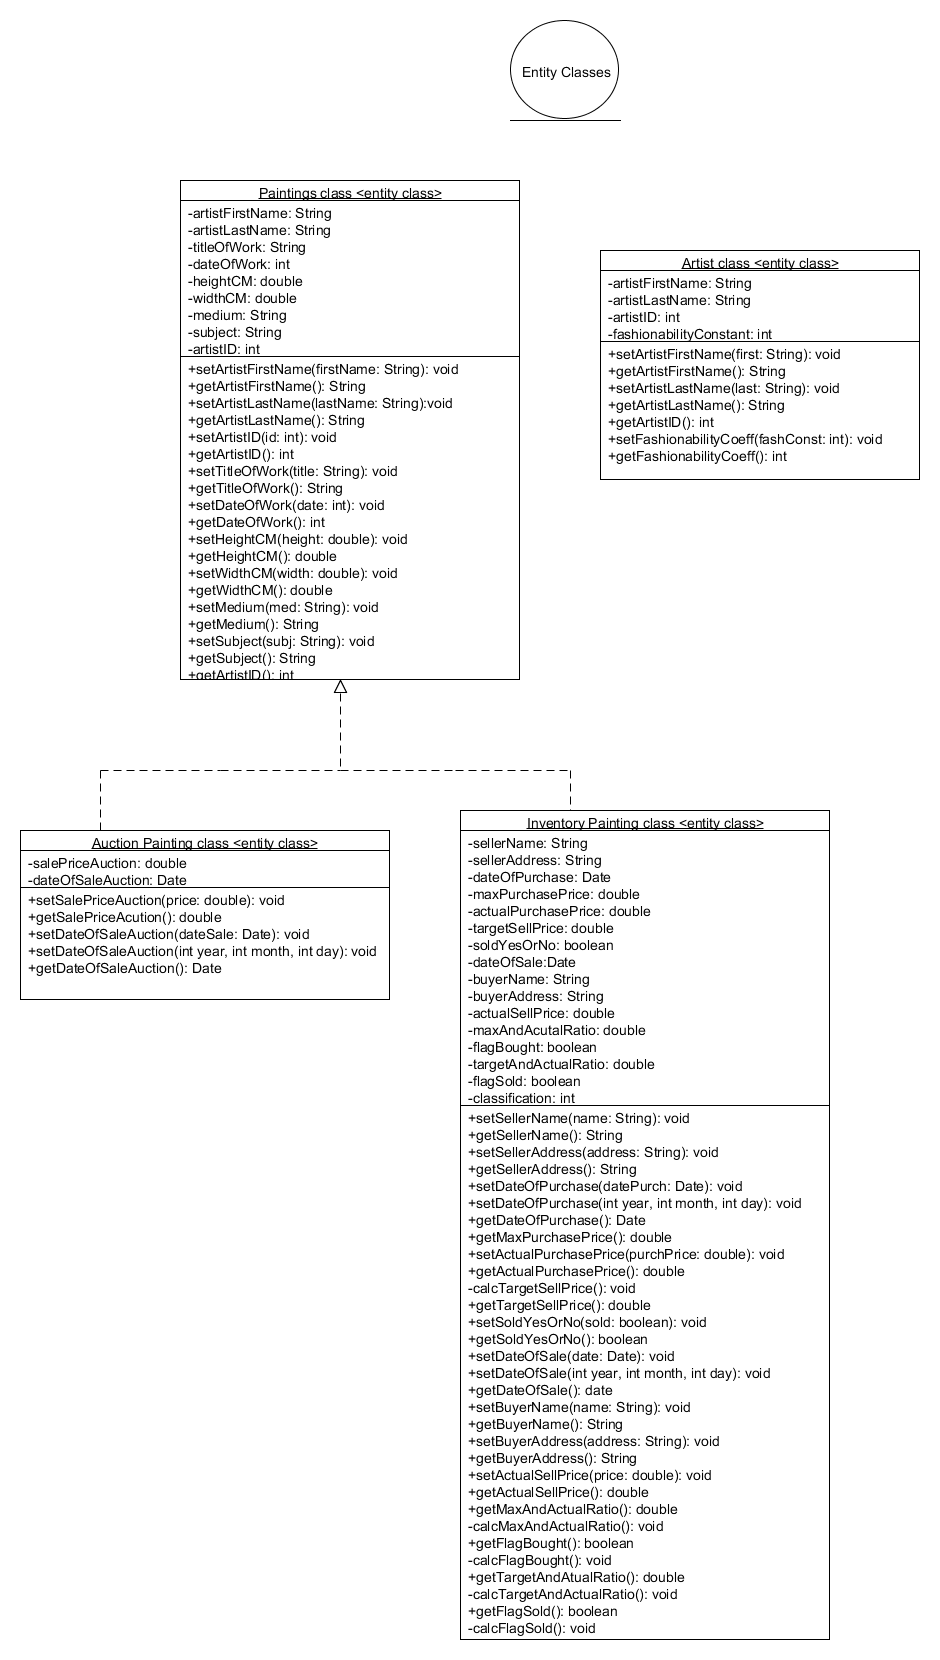 Entity Classes
Paintings class <entity class>
-artistFirstName: String
-artistLastName: String
-titleOfWork: String
-dateOfWork: int
-heightCM: double
-widthCM: double
-medium: String
-subject: String
-artistID: int
+setArtistFirstName(firstName: String): void
+getArtistFirstName(): String
+setArtistLastName(lastName: String):void
+getArtistLastName(): String
+setArtistID(id: int): void
+getArtistID(): int
+setTitleOfWork(title: String): void
+getTitleOfWork(): String
+setDateOfWork(date: int): void
+getDateOfWork(): int
+setHeightCM(height: double): void
+getHeightCM(): double
+setWidthCM(width: double): void
+getWidthCM(): double
+setMedium(med: String): void
+getMedium(): String
+setSubject(subj: String): void
+getSubject(): String
+getArtistID(): int
Artist class <entity class>
-artistFirstName: String
-artistLastName: String
-artistID: int
-fashionabilityConstant: int
+setArtistFirstName(first: String): void
+getArtistFirstName(): String
+setArtistLastName(last: String): void
+getArtistLastName(): String
+getArtistID(): int
+setFashionabilityCoeff(fashConst: int): void
+getFashionabilityCoeff(): int
Auction Painting class <entity class>
-salePriceAuction: double
-dateOfSaleAuction: Date
+setSalePriceAuction(price: double): void
+getSalePriceAcution(): double
+setDateOfSaleAuction(dateSale: Date): void
+setDateOfSaleAuction(int year, int month, int day): void
+getDateOfSaleAuction(): Date
Inventory Painting class <entity class>
-sellerName: String
-sellerAddress: String
-dateOfPurchase: Date
-maxPurchasePrice: double
-actualPurchasePrice: double
-targetSellPrice: double
-soldYesOrNo: boolean
-dateOfSale:Date
-buyerName: String
-buyerAddress: String
-actualSellPrice: double
-maxAndAcutalRatio: double
-flagBought: boolean
-targetAndActualRatio: double
-flagSold: boolean
-classification: int
+setSellerName(name: String): void
+getSellerName(): String
+setSellerAddress(address: String): void
+getSellerAddress(): String
+setDateOfPurchase(datePurch: Date): void
+setDateOfPurchase(int year, int month, int day): void
+getDateOfPurchase(): Date
+getMaxPurchasePrice(): double
+setActualPurchasePrice(purchPrice: double): void
+getActualPurchasePrice(): double
-calcTargetSellPrice(): void
+getTargetSellPrice(): double
+setSoldYesOrNo(sold: boolean): void
+getSoldYesOrNo(): boolean
+setDateOfSale(date: Date): void
+setDateOfSale(int year, int month, int day): void
+getDateOfSale(): date
+setBuyerName(name: String): void
+getBuyerName(): String
+setBuyerAddress(address: String): void
+getBuyerAddress(): String
+setActualSellPrice(price: double): void
+getActualSellPrice(): double
+getMaxAndActualRatio(): double
-calcMaxAndActualRatio(): void
+getFlagBought(): boolean
-calcFlagBought(): void
+getTargetAndAtualRatio(): double
-calcTargetAndActualRatio(): void
+getFlagSold(): boolean
-calcFlagSold(): void